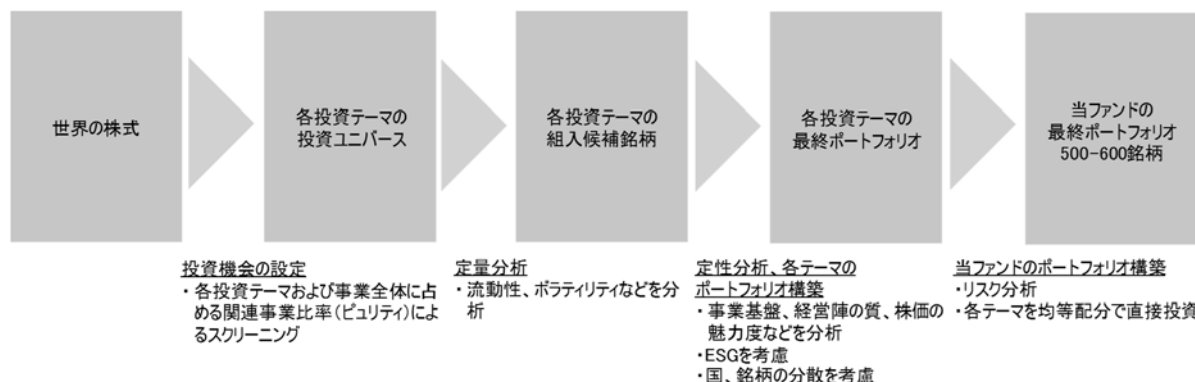 世界の株式
各投資テーマの
投資ユニバース
各投資テーマの
組入候補銘柄
各投資テーマの
最終ポートフォリオ
当ファンドの
最終ポートフォリオ
500-600銘柄
投資機会の設定
・各投資テーマおよび事業全体に占
める関連事業比率(ピュリティ)によ
るスクリーニング
定量分析
・流動性、ボラティリティなどを分
析
定性分析、各テーマの
ポートフォリオ構築
・事業基盤、経営陣の質、株価の
魅力度などを分析
・ESGを考慮
・国、銘柄の分散を考慮
当ファンドのポートフォリオ構築
・リスク分析
・各テーマを均等配分で直接投資